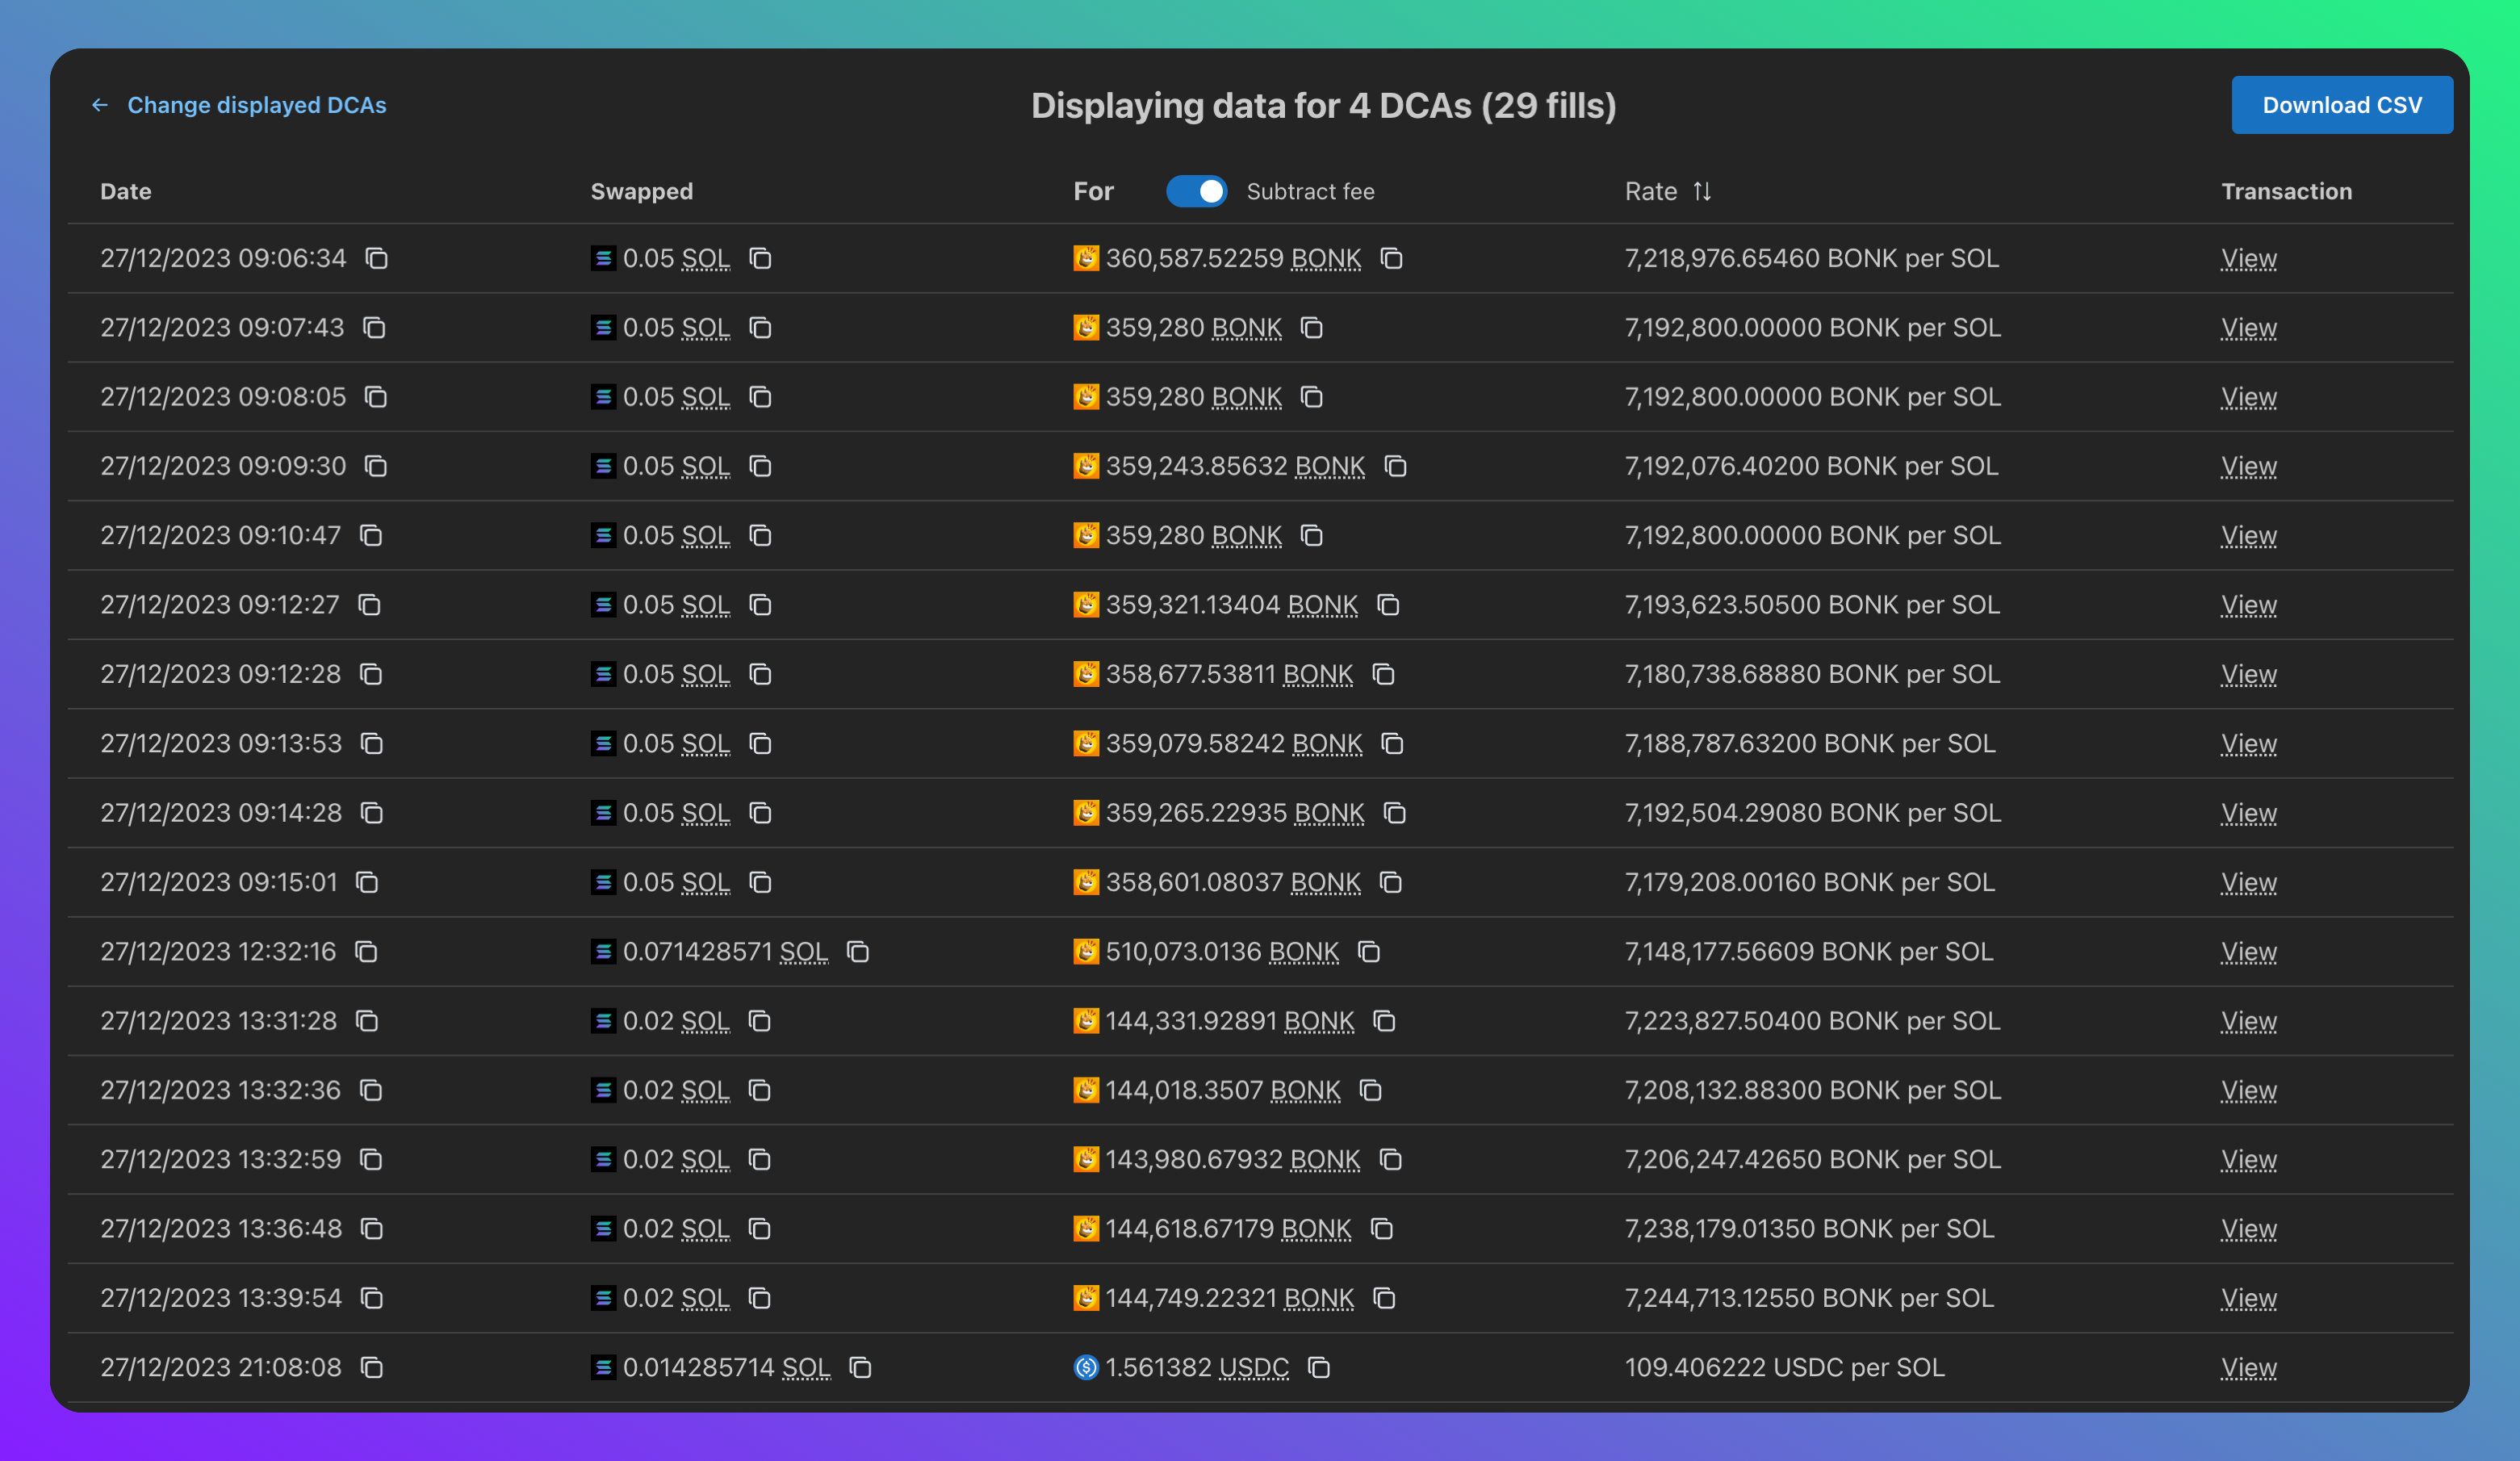 ← Change displayed DCAs Displaying data for 4 DCAs (29 fills) Download CSV
Date Swapped For Subtract fee Rate Transaction
27/12/2023 09:06:34 0.05 SOL 360,587.52259 BONK 7,218,976.65460 BONK per SOL View
27/12/2023 09:07:43 0.05 SOL 359,280 BONK 7,192,800.00000 BONK per SOL View
27/12/2023 09:08:05 0.05 SOL 359,280 BONK 7,192,800.00000 BONK per SOL View
27/12/2023 09:09:30 0.05 SOL 359,243.85632 BONK 7,192,076.40200 BONK per SOL View
27/12/2023 09:10:47 0.05 SOL 359,280 BONK 7,192,800.00000 BONK per SOL View
27/12/2023 09:12:27 0.05 SOL 359,321.13404 BONK 7,193,623.50500 BONK per SOL View
27/12/2023 09:12:28 0.05 SOL 358,677.53811 BONK 7,180,738.68880 BONK per SOL View
27/12/2023 09:13:53 0.05 SOL 359,079.58242 BONK 7,188,787.63200 BONK per SOL View
27/12/2023 09:14:28 0.05 SOL 359,265.22935 BONK 7,192,504.29080 BONK per SOL View
27/12/2023 09:15:01 0.05 SOL 358,601.08037 BONK 7,179,208.00160 BONK per SOL View
27/12/2023 12:32:16 0.071428571 SOL 510,073.0136 BONK 7,148,177.56609 BONK per SOL View
27/12/2023 13:31:28 0.02 SOL 144,331.92891 BONK 7,223,827.50400 BONK per SOL View
27/12/2023 13:32:36 0.02 SOL 144,018.3507 BONK 7,208,132.88300 BONK per SOL View
27/12/2023 13:32:59 0.02 SOL 143,980.67932 BONK 7,206,247.42650 BONK per SOL View
27/12/2023 13:36:48 0.02 SOL 144,618.67179 BONK 7,238,179.01350 BONK per SOL View
27/12/2023 13:39:54 0.02 SOL 144,749.22321 BONK 7,244,713.12550 BONK per SOL View
27/12/2023 21:08:08 0.014285714 SOL 1.561382 USDC 109.406222 USDC per SOL View